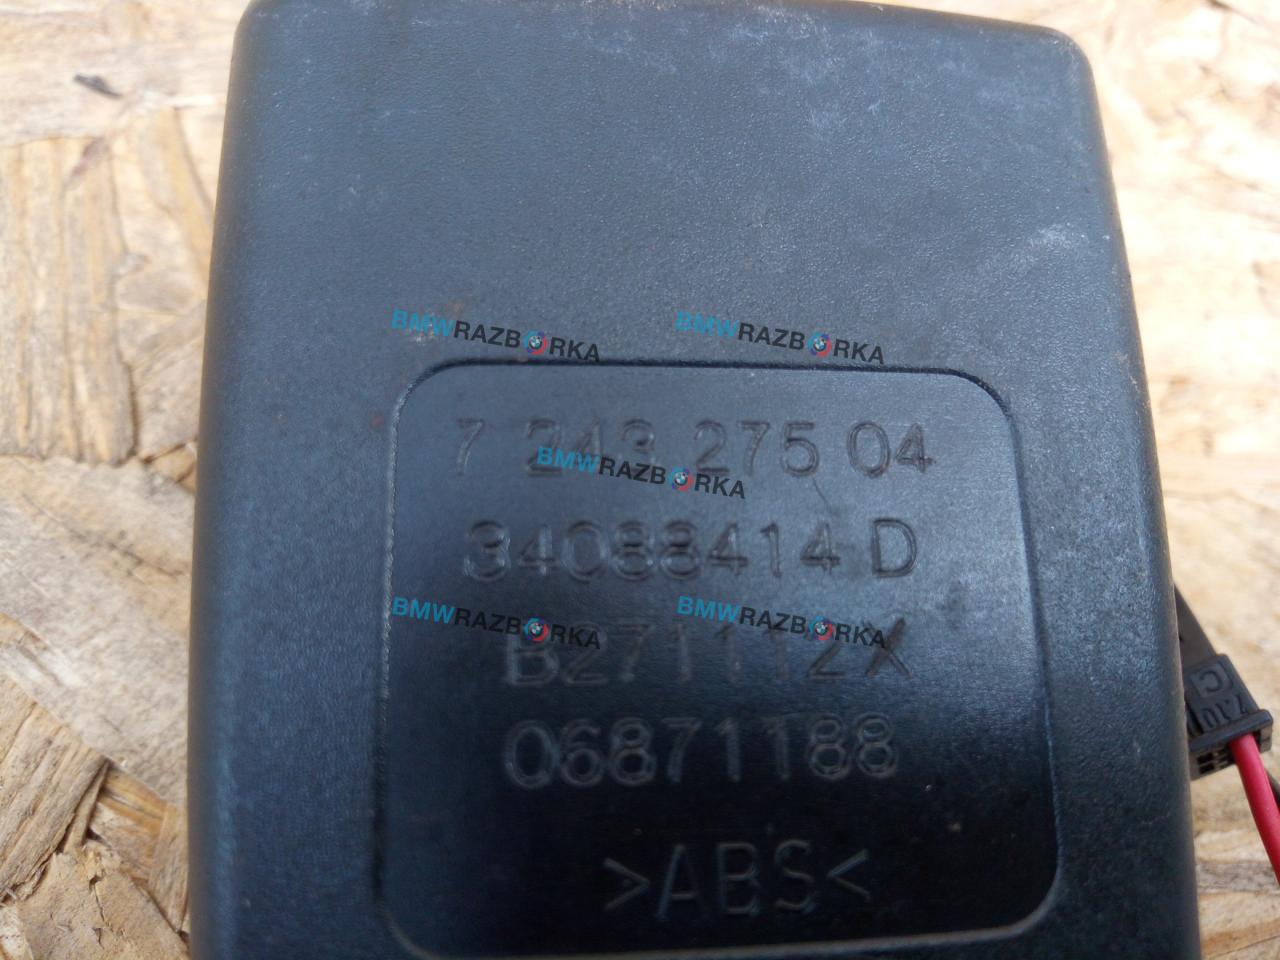 BMWRAZBORKA BMWRAZBORKA
7 243 275 04
BMWRAZBORKA
34088414 D
BMWRAZBORKA BMWRAZBORKA
B271112X
C
06871188
>ABS<